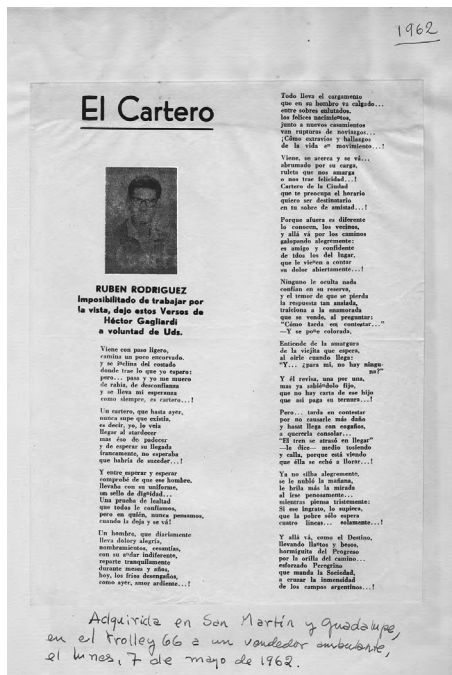 1962
El Cartero
RUBEN RODRIGUEZ
Imposibilitado de trabajar por
la vista, dejo estos Versos de
Héctor Gagliardi
a voluntad de Uds.
Viene con paso ligero,
camina un poco encorvado.
y se inclina del costado
donde trae lo que yo espero:
pero... pasa y yo me muero
de rabia, de desconfianza
y se lleva mi esperanza
como siempre, es cartero...!
Un cartero, que hasta ayer,
nunca supe que existía,
es decir, yo, lo veía
llegar al atardecer
mas éso de padecer
y de esperar su llegada
francamente, no esperaba
que habría de suceder...!
Y entre esperar y esperar
comprobé de que ese hombre.
llevaba con su uniforme,
un sello de dignidad...
Una prueba de lealtad
que todos le confiamos,
pero en quién, nunca pensamos,
cuando la deja y se vá!
Un hombre, que diariamente
lleva dolory alegría,
nombramientos, cesantías,
con su andar indiferente,
reparte tranquilamente
durante meses y años,
hoy, los fríos desengaños,
como ayer, amor ardiente...!
Todo lleva el cargamento
que en su hombro va calgado...
entre sobres enlutados.
los felices nacimientos,
junto a nuevos casamientos
van rupturas de noviazgos...
¡Cómo extravíos y hallazgos
de la vida en movimiento...!
Viene, se acerca y se vá...
abrumado por su carga,
ruleta que nos amarga
o nos trae felicidad...!
Cartero de la Ciudad
que te preocupa el horario
quiero ser destinatario
en tu sobre de amistad...!
Porque afuera es diferente
lo conocen, los vecinos,
y allá vá por los caminos
galopando alegremente:
es amigo y confidente
de tdos los del lugar,
que le vienen a contar
su dolor abiertamente...!
Ninguno le oculta nada
confían en su reserva,
y el temor de que se pierda
la respuesta tan ansiada,
traiciona a la enamorada
que se vende, al preguntar:
"Cómo tarda en contestar..."
—Y se pone colorada.
Entiende de la amargura
de la viejita que espera,
al oírle cuando llega:
"Y... ¿para mí, no hay ningu-
no?"
Y él revisa, una por una,
mas ya sabiéndolo fijo,
que no hay carta de ese hijo
que así paga su ternura...!
Pero... tarda en contestar
por no causarle más daño
y hasat llega con engaños,
a quererla consolar...
"El tren se atrasó en llegar"
—le dice— medio tosiendo
y calla, porque está viendo
que élla se echó a llorar...!
Ya no silba alegremente,
se le nubló la mañana,
le brila más la mirada
al irse penosamente...
mientras piensa tristemente:
Si ese ingrato, lo supiera,
que la pobre sólo espera
cuatro líneas... solamente...!
Y allá vá, como el Destino,
llevando llantos y besos,
hormiguita del Progreso
por la orilla del camino...
esforzado Peregrino
que manda la Sociedad,
a cruzar la inmensidad
de los campos argentinos...!
Adquirida en San Martín y Guadalupe,
en el trolley 66 a un vendedor ambulante,
el lunes, 7 de mayo de 1962.